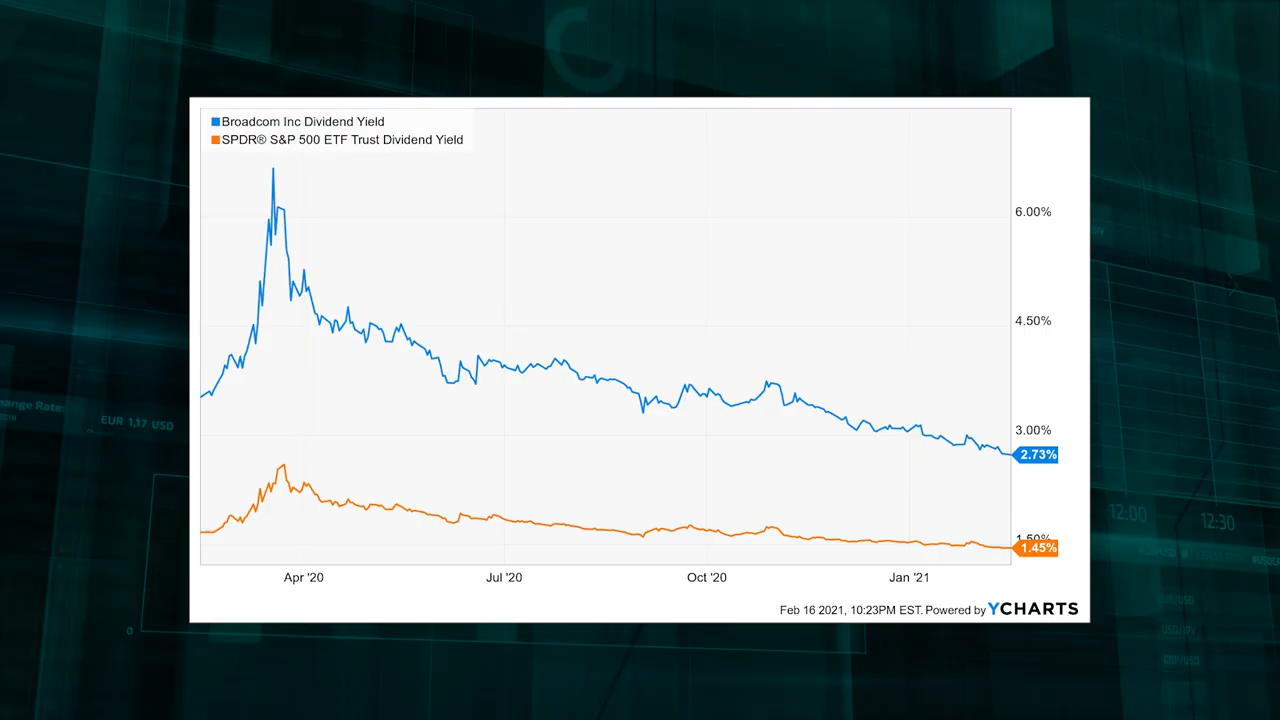 Broadcom Inc Dividend Yield
SPDR® S&P 500 ETF Trust Dividend Yield
6.00%
4.50%
3.00%
2.73%
1.50%
1.45%
Apr '20
Jul '20
Oct '20
Jan '21
Feb 16 2021, 10:23PM EST. Powered by YCHARTS
EUR 1,17 USD
12:00
12:30
0